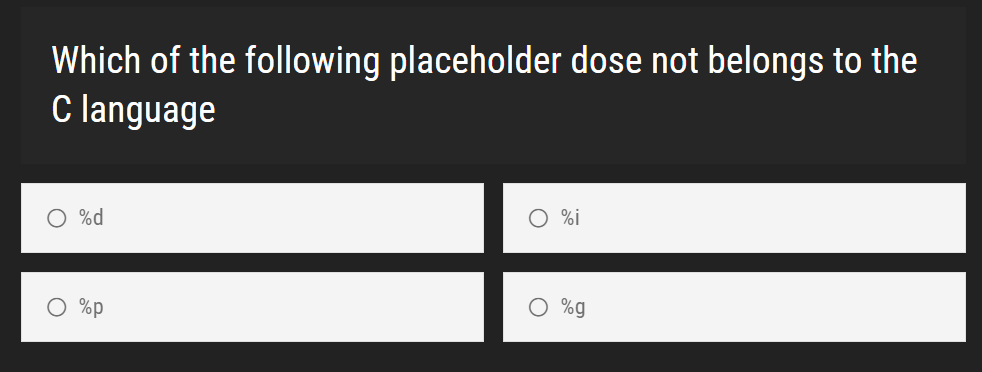 Which of the following placeholder dose not belongs to the
C language
%d
%i
%p
%g